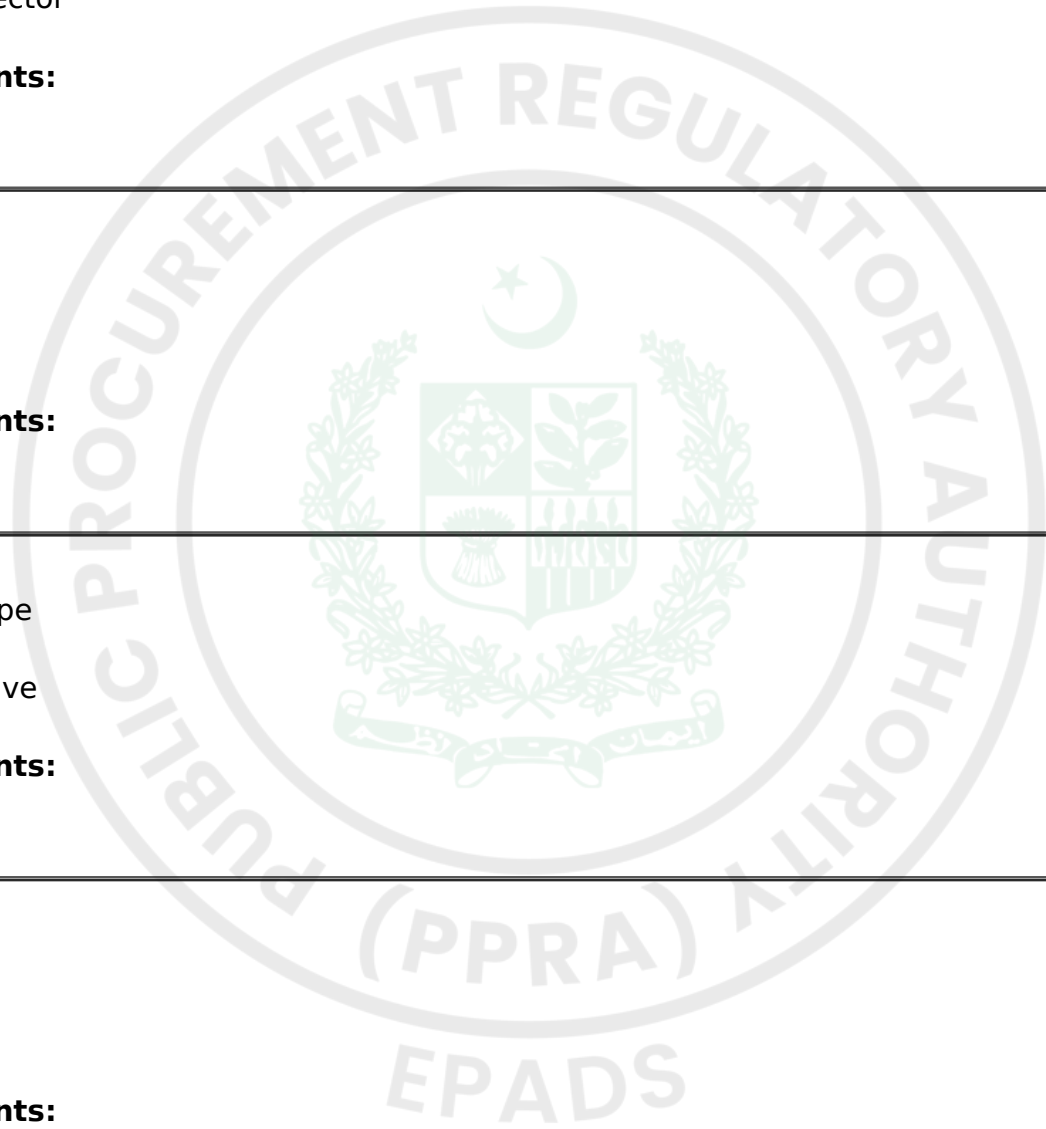 ector
nts:
nts:
pe
ve
nts:
nts:
PUBLIC PROCUREMENT REGULATORY AUTHORITY
(PPRA)
EPADS